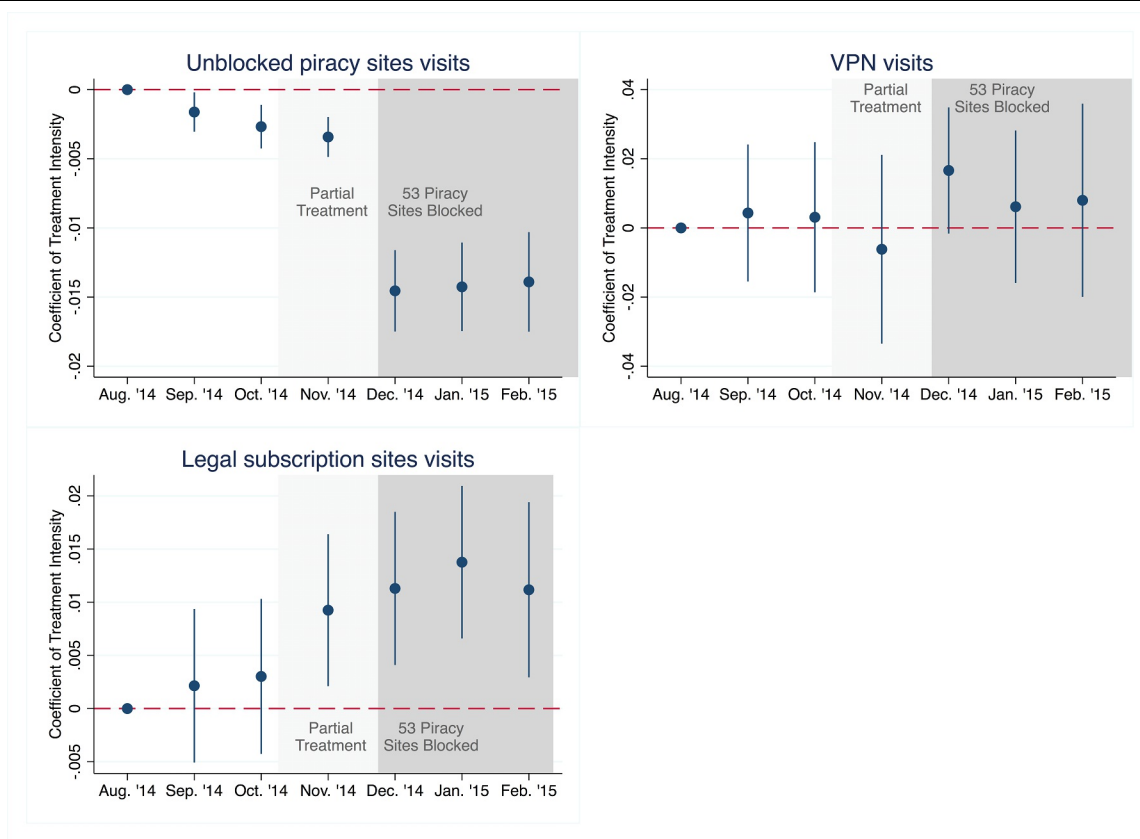 Unblocked piracy sites visits
Coefficient of Treatment Intensity
0
-.005
-.01
-.015
-.02
Partial
Treatment
53 Piracy
Sites Blocked
Aug. '14 Sep. '14 Oct. '14 Nov. '14 Dec. '14 Jan. '15 Feb. '15
VPN visits
Coefficient of Treatment Intensity
.04
.02
0
-.02
-.04
Partial
Treatment
53 Piracy
Sites Blocked
Aug. '14 Sep. '14 Oct. '14 Nov. '14 Dec. '14 Jan. '15 Feb. '15
Legal subscription sites visits
Coefficient of Treatment Intensity
.02
.015
.01
.005
0
-.005
Partial
Treatment
53 Piracy
Sites Blocked
Aug. '14 Sep. '14 Oct. '14 Nov. '14 Dec. '14 Jan. '15 Feb. '15